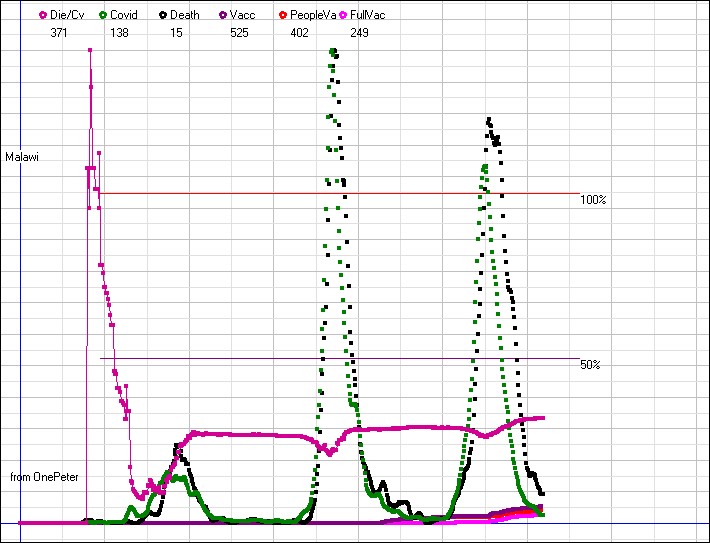 Die/Cv Covid Death Vacc PeopleVa FullVac
371 138 15 525 402 249
Malawi
100%
50%
from OnePeter